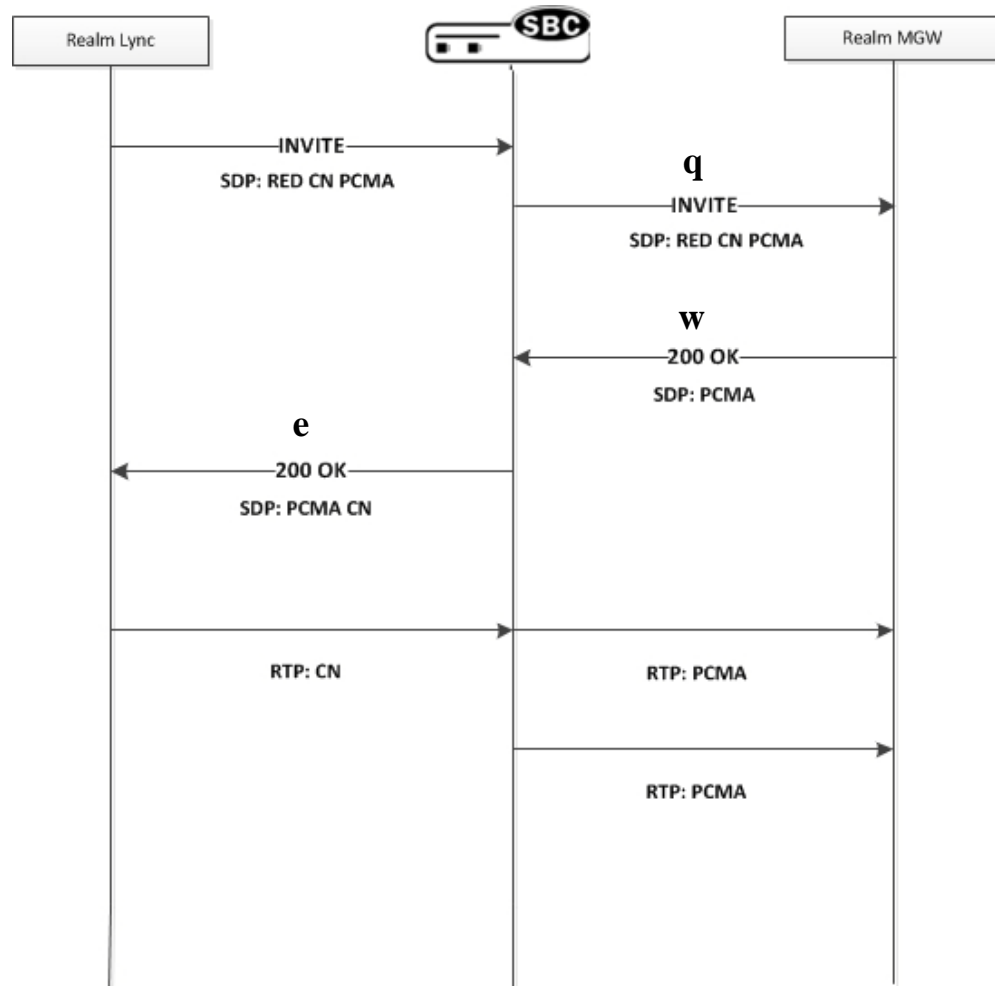 Realm Lync
SBC
Realm MGW
INVITE
SDP: RED CN PCMA
q
INVITE
SDP: RED CN PCMA
w
200 OK
SDP: PCMA
e
200 OK
SDP: PCMA CN
RTP: CN
RTP: PCMA
RTP: PCMA